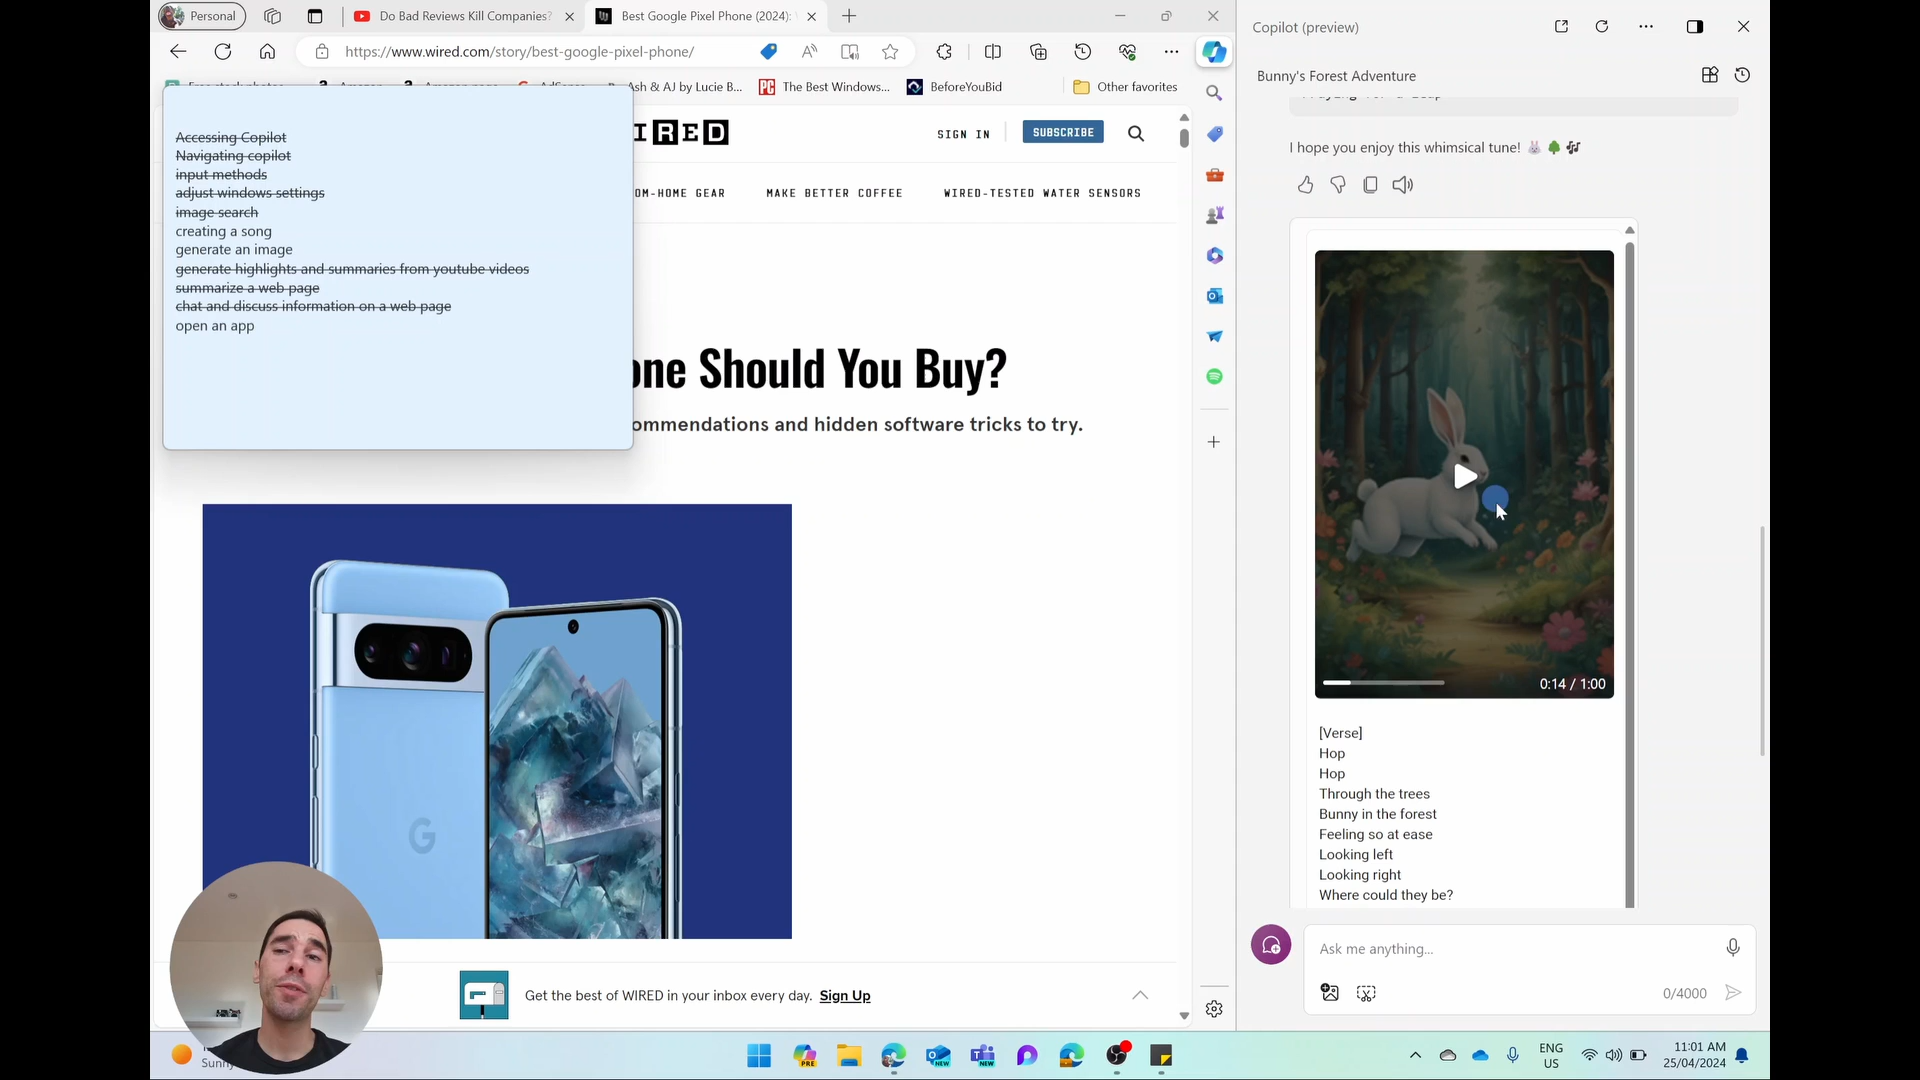 Personal
Do Bad Reviews Kill Companies?
Best Google Pixel Phone (2024):
https://www.wired.com/story/best-google-pixel-phone/
Ash & AJ by Lucie B...
The Best Windows...
BeforeYouBid
Other favorites
Accessing Copilot
Navigating copilot
input methods
adjust windows settings
image search
creating a song
generate an image
generate highlights and summaries from youtube videos
summarize a web page
chat and discuss information on a web page
open an app
IRED
SIGN IN
SUBSCRIBE
OM-HOME GEAR
MAKE BETTER COFFEE
WIRED-TESTED WATER SENSORS
one Should You Buy?
ommendations and hidden software tricks to try.
G
Get the best of WIRED in your inbox every day. Sign Up
Copilot (preview)
Bunny's Forest Adventure
I hope you enjoy this whimsical tune!
0:14 / 1:00
[Verse]
Hop
Hop
Through the trees
Bunny in the forest
Feeling so at ease
Looking left
Looking right
Where could they be?
Ask me anything...
0/4000
Sunny
PRE
NEW
NEW
ENG
US
11:01 AM
25/04/2024